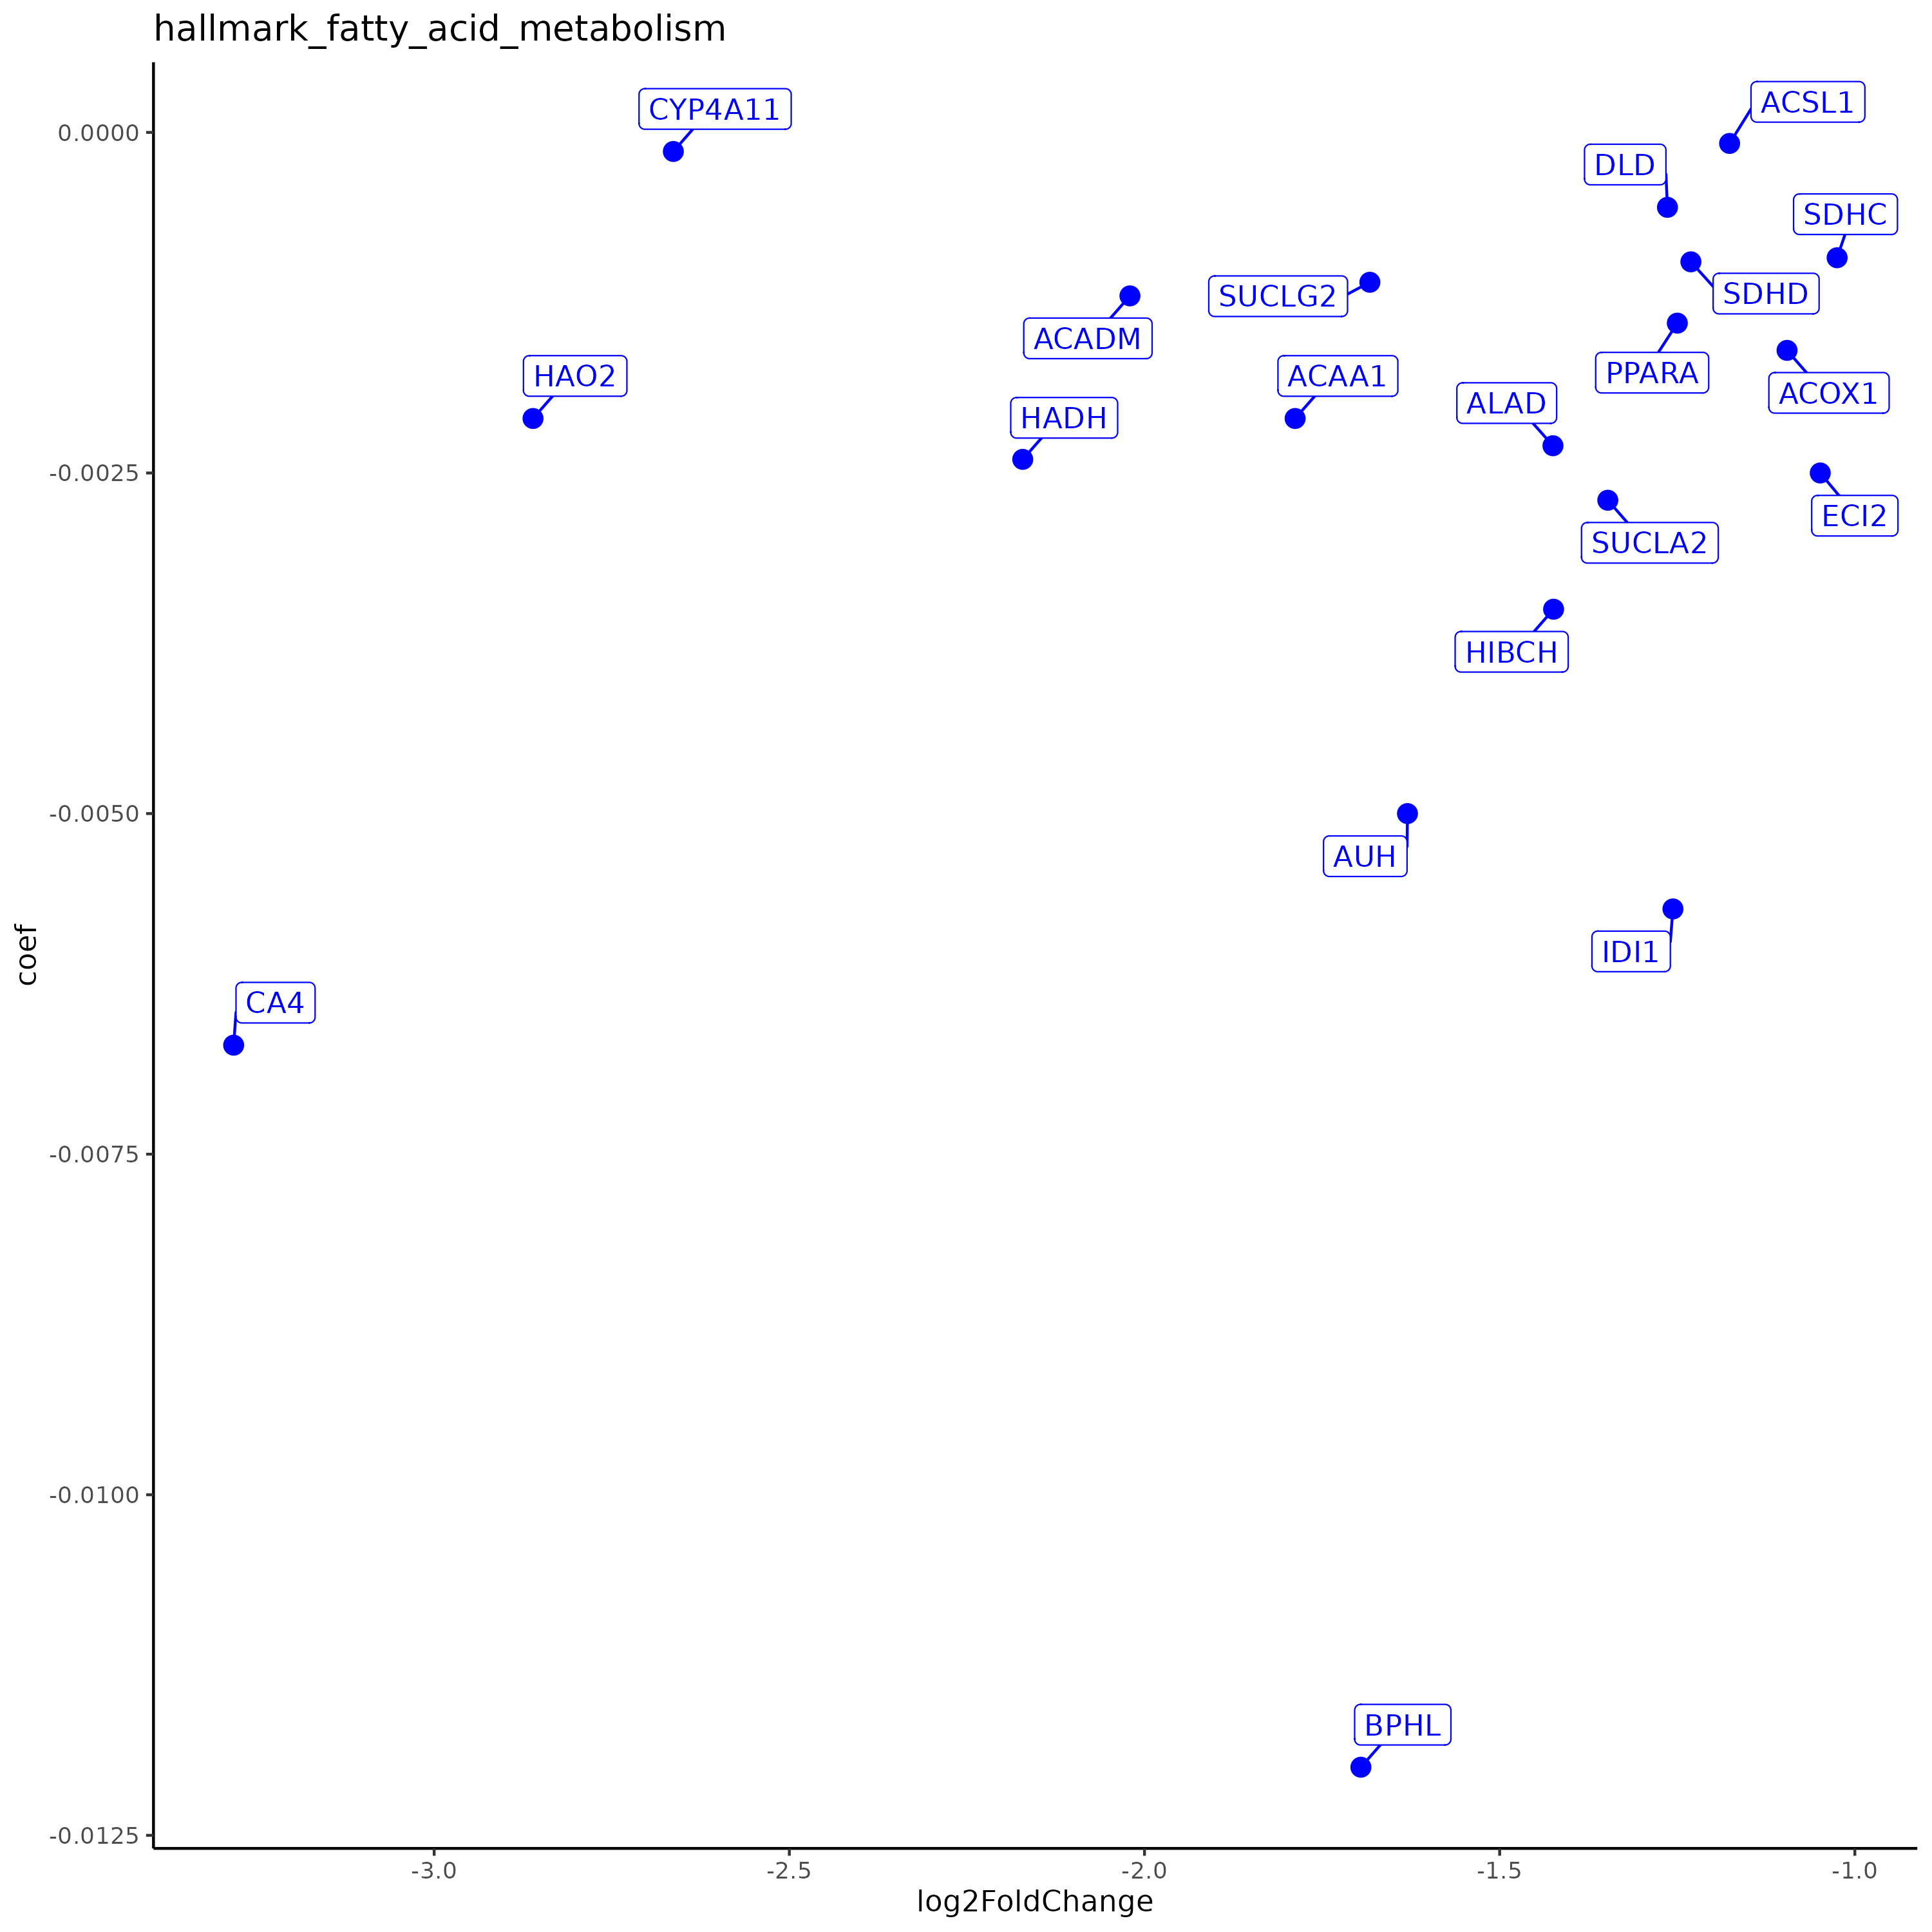 hallmark_fatty_acid_metabolism
CYP4A11
ACSL1
0.0000
DLD
SDHC
SDHD
SUCLG2
ACADM
PPARA
HAO2
ACAA1
ACOX1
ALAD
HADH
-0.0025
ECI2
SUCLA2
HIBCH
-0.0050
AUH
IDI1
coef
CA4
-0.0075
-0.0100
BPHL
-0.0125
-3.0 -2.5 -2.0 -1.5 -1.0
log2FoldChange